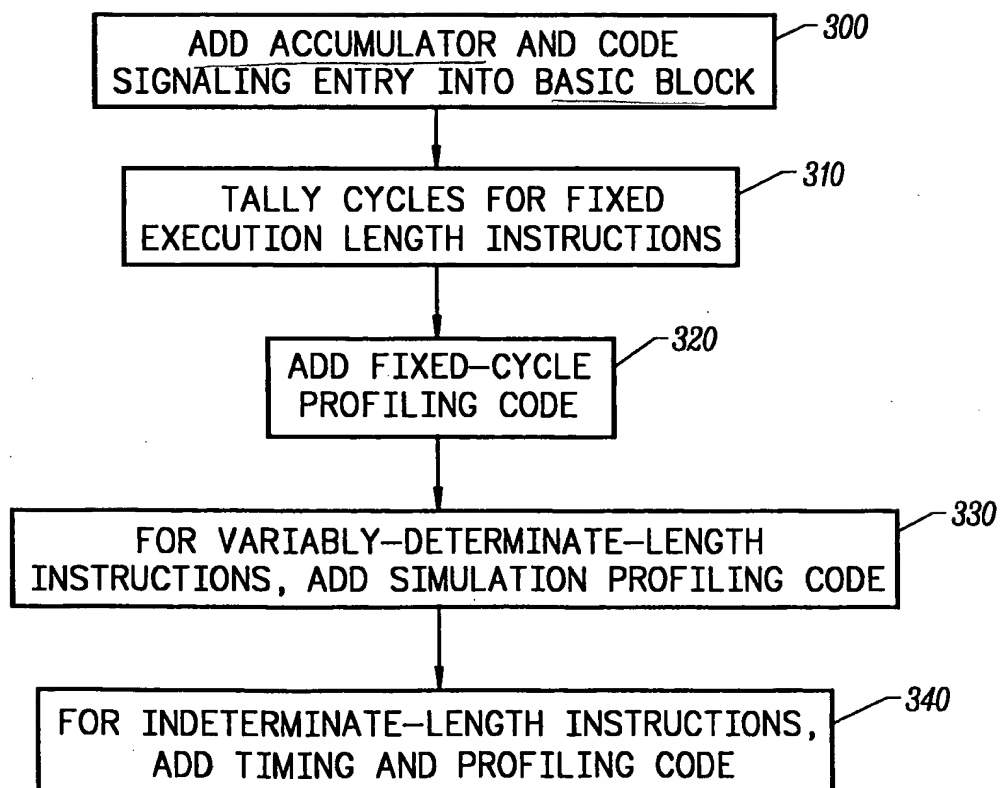 300
ADD ACCUMULATOR AND CODE
SIGNALING ENTRY INTO BASIC BLOCK
310
TALLY CYCLES FOR FIXED
EXECUTION LENGTH INSTRUCTIONS
320
ADD FIXED-CYCLE
PROFILING CODE
330
FOR VARIABLY-DETERMINATE-LENGTH
INSTRUCTIONS, ADD SIMULATION PROFILING CODE
340
FOR INDETERMINATE-LENGTH INSTRUCTIONS,
ADD TIMING AND PROFILING CODE